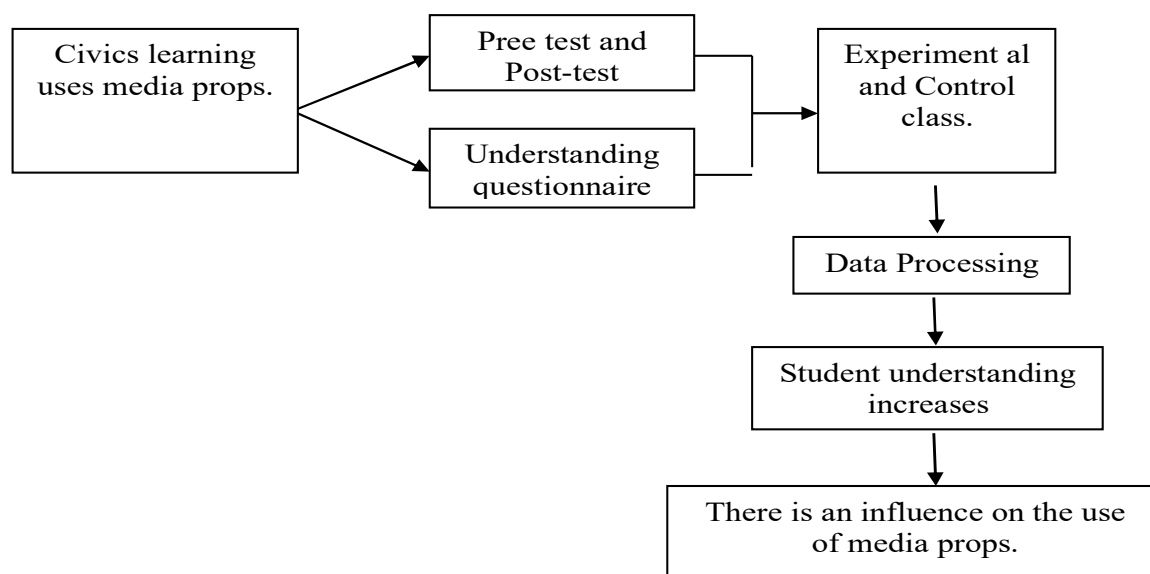 Civics learning
uses media props.
Pree test and
Post-test
Understanding
questionnaire
Experiment al
and Control
class.
Data Processing
Student understanding
increases
There is an influence on the use
of media props.